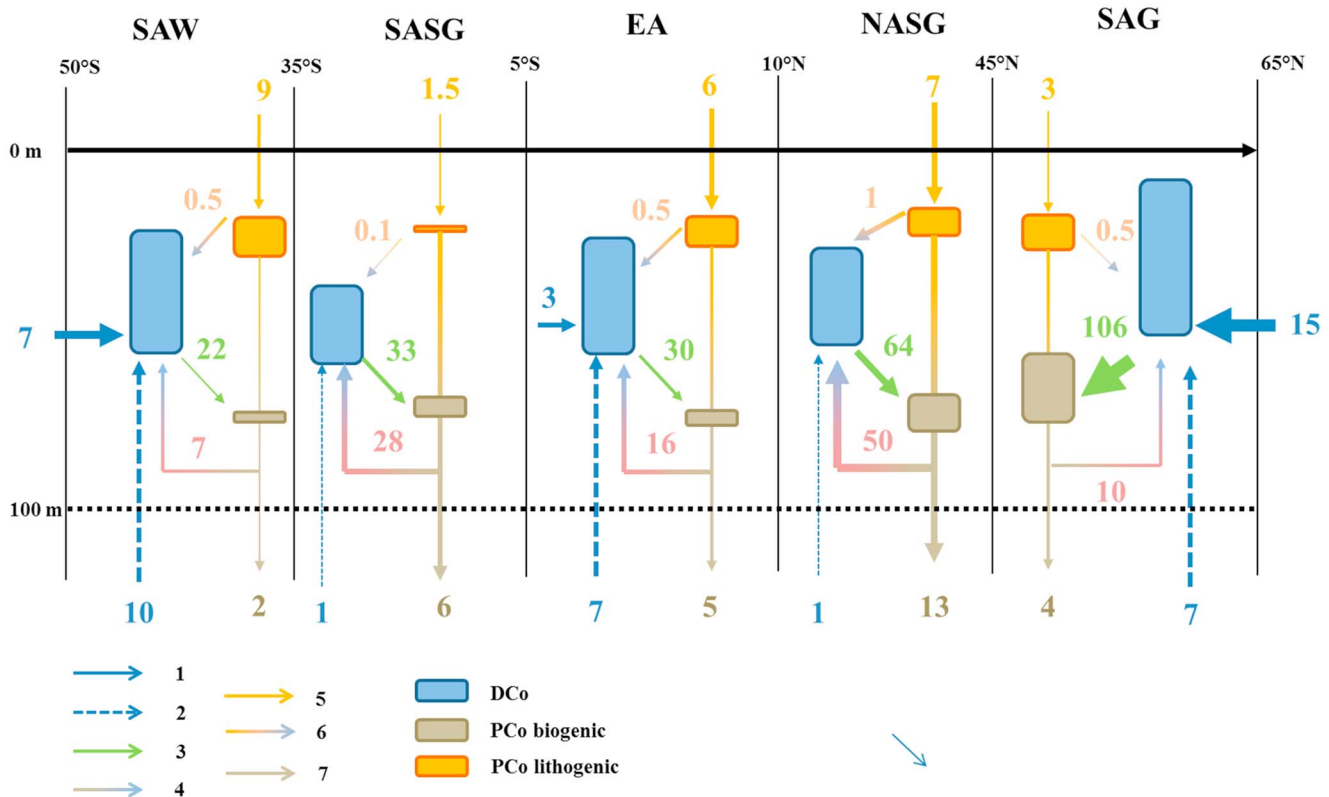 SAW SASG EA NASG SAG
50°S 35°S 5°S 10°N 45°N 65°N
9 1.5 6 7 3
0 m
0.5 0.1 0.5 1 0.5
7 3 15
22 33 30 64 106
7 28 16 50 10
100 m
10 2 1 6 7 5 1 13 4 7
1
2
3
4
5
6
7
DCo
PCo biogenic
PCo lithogenic